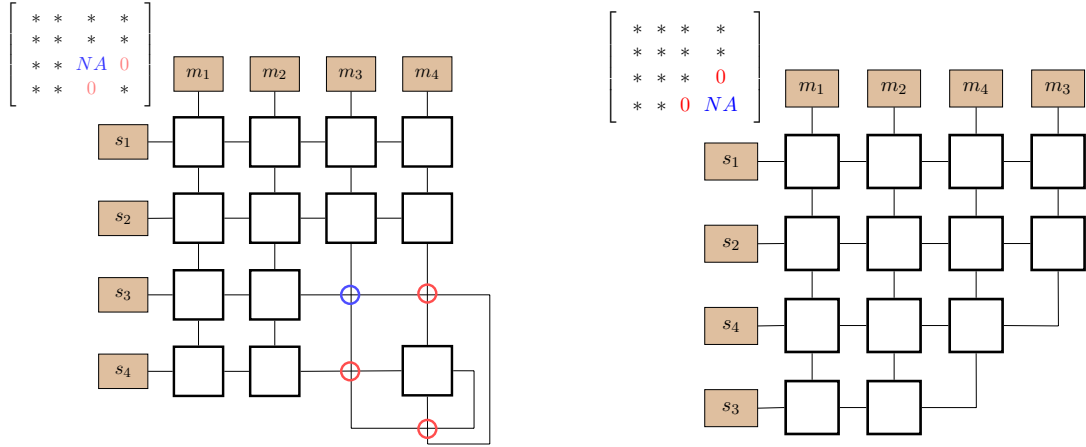 * * * *
* * * *
* * NA 0
* * 0 *
m1 m2 m3 m4
s1
s2
s3
s4
* * * *
* * * *
* * * 0
* * 0 NA
m1 m2 m4 m3
s1
s2
s4
s3